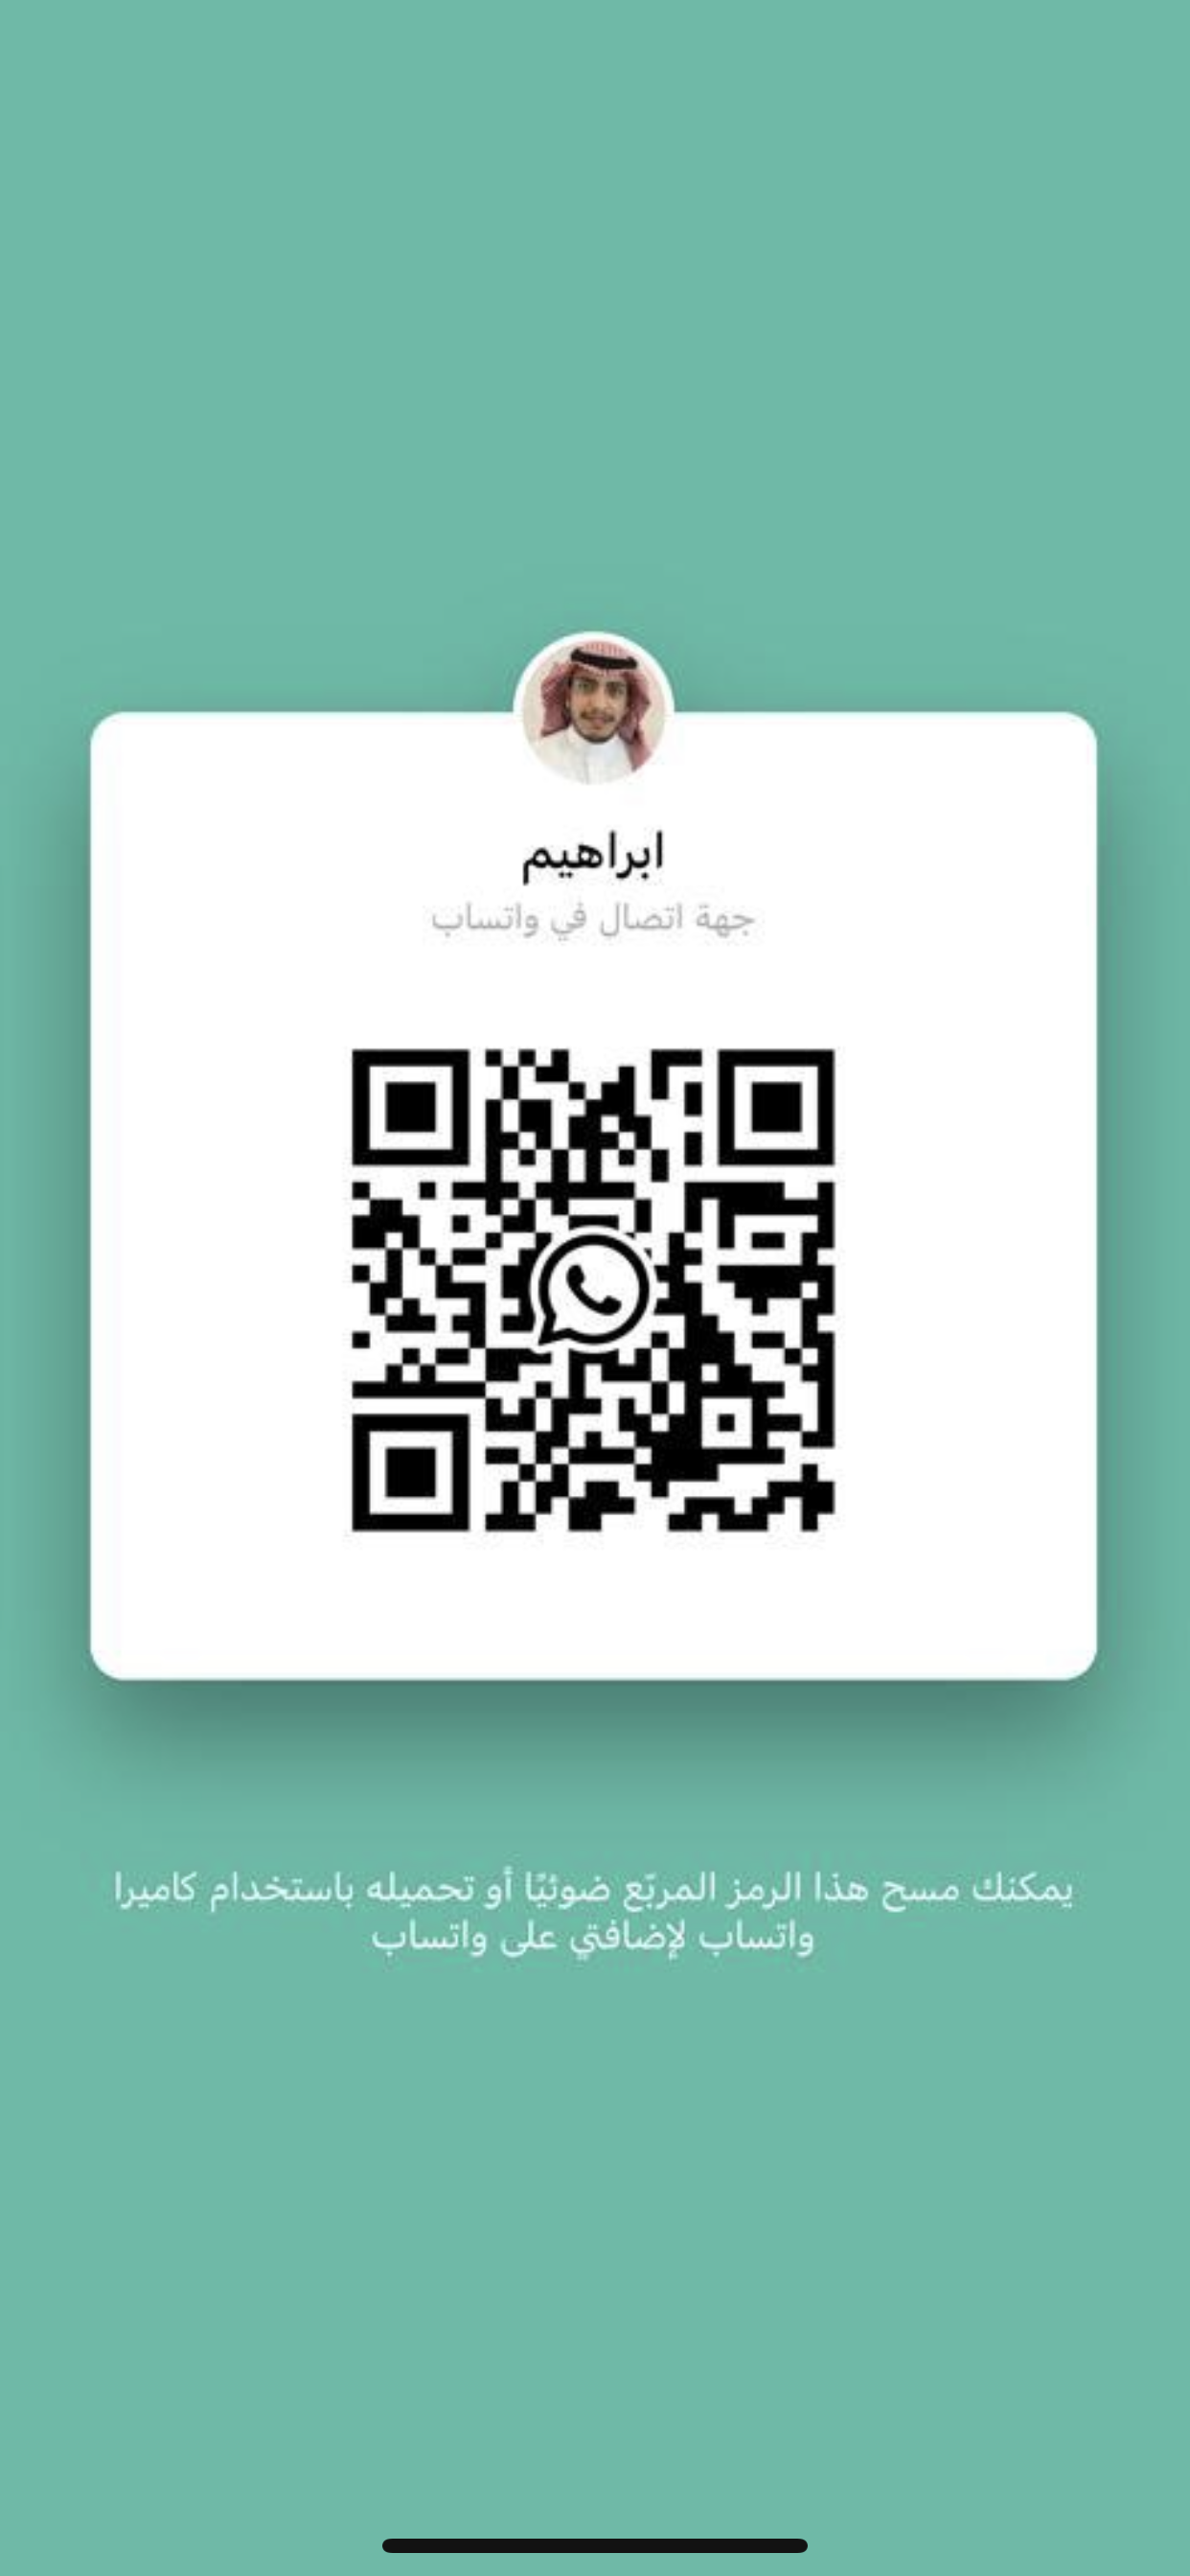 ابراهيم
جهة اتصال في واتساب
يمكنك مسح هذا الرمز المربّع ضوئيًا أو تحميله باستخدام كاميرا
واتساب لإضافتي على واتساب